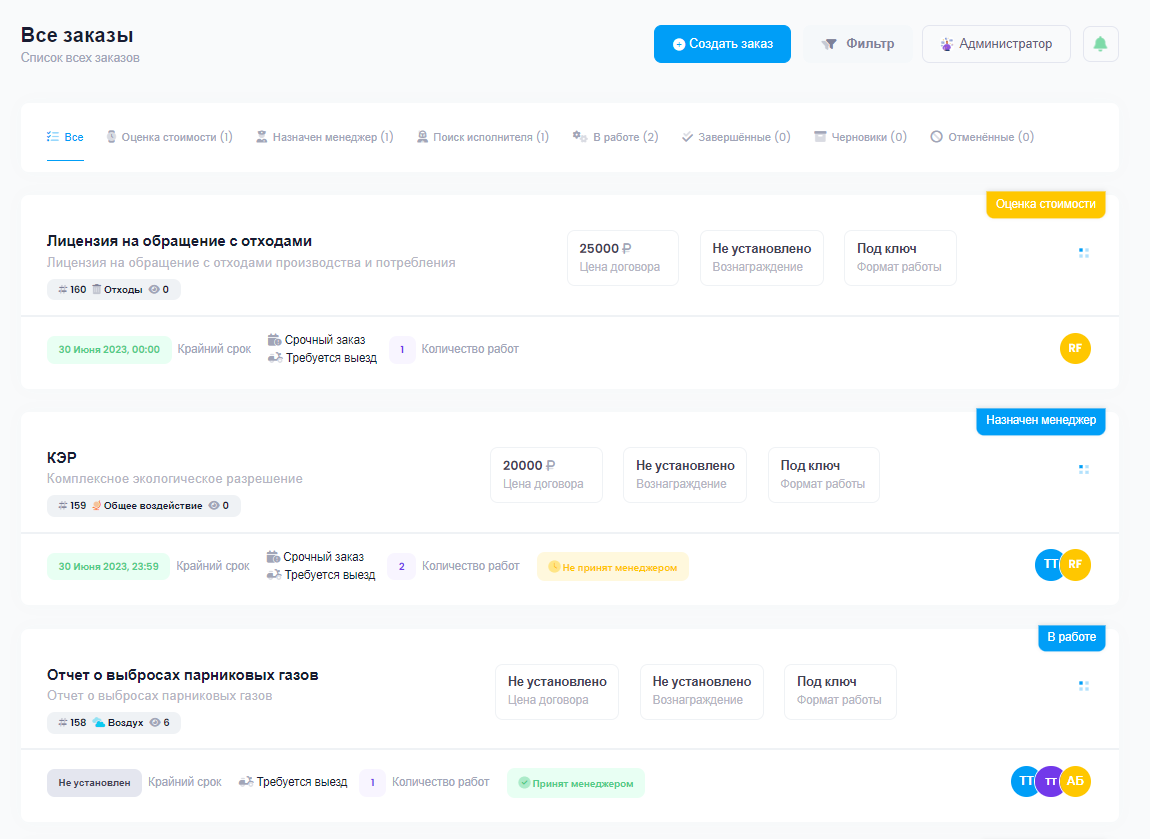 Все заказы
Список всех заказов
Создать заказ
Фильтр
Администратор
Все
Оценка стоимости (1)
Назначен менеджер (1)
Поиск исполнителя (1)
В работе (2)
Завершённые (0)
Черновики (0)
Отменённые (0)
Оценка стоимости
Лицензия на обращение с отходами
Лицензия на обращение с отходами производства и потребления
# 160 Отходы 0
25000 ₽
Цена договора
Не установлено
Вознаграждение
Под ключ
Формат работы
30 Июня 2023, 00:00
Крайний срок
Срочный заказ
Требуется выезд
1
Количество работ
RF
Назначен менеджер
КЭР
Комплексное экологическое разрешение
# 159 Общее воздействие 0
20000 ₽
Цена договора
Не установлено
Вознаграждение
Под ключ
Формат работы
30 Июня 2023, 23:59
Крайний срок
Срочный заказ
Требуется выезд
2
Количество работ
Не принят менеджером
ТТ
RF
В работе
Отчет о выбросах парниковых газов
Отчет о выбросах парниковых газов
# 158 Воздух 6
Не установлено
Цена договора
Не установлено
Вознаграждение
Под ключ
Формат работы
Не установлен
Крайний срок
Требуется выезд
1
Количество работ
Принят менеджером
ТТ
ТТ
АБ